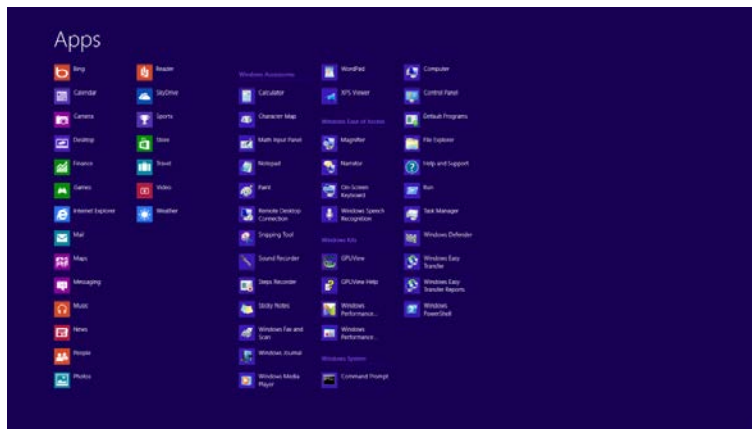 Apps
Bing
Calendar
Camera
Desktop
Finance
Games
Internet Explorer
Mail
Maps
Messaging
Music
News
People
Photos
Reader
SkyDrive
Sports
Store
Travel
Video
Weather
Windows Accessories
Calculator
Character Map
Math Input Panel
Notepad
Paint
Remote Desktop
Connection
Snipping Tool
Sound Recorder
Steps Recorder
Sticky Notes
Windows Fax and
Scan
Windows Journal
Windows Media
Player
WordPad
XPS Viewer
Windows Ease of Access
Magnifier
Narrator
On-Screen
Keyboard
Windows Speech
Recognition
Windows Kits
GPUView
GPUView Help
Windows
Performance...
Windows
Performance...
Windows System
Command Prompt
Computer
Control Panel
Default Programs
File Explorer
Help and Support
Run
Task Manager
Windows Defender
Windows Easy
Transfer
Windows Easy
Transfer Reports
Windows
PowerShell